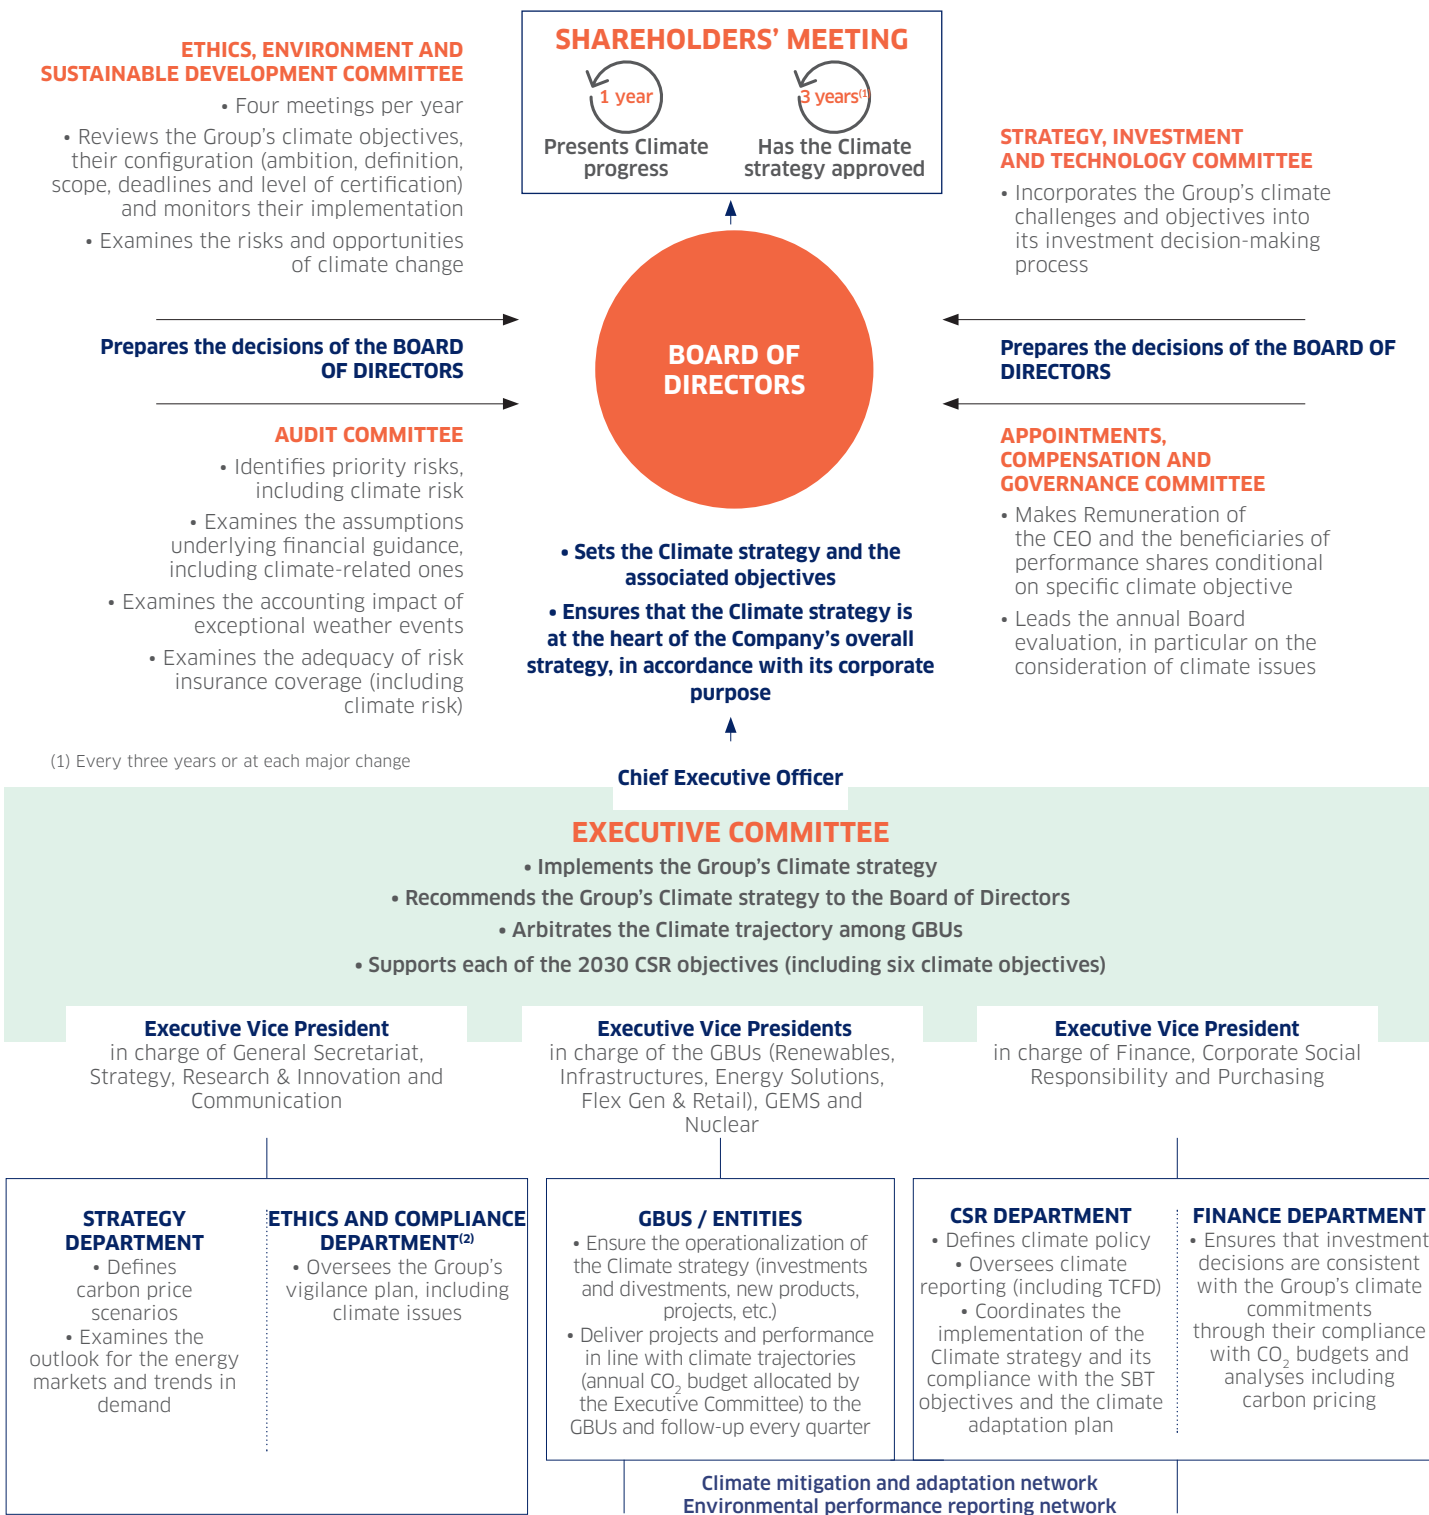 SHAREHOLDERS’ MEETING
1 year
3 years(1)
Presents Climate
progress
Has the Climate
strategy approved
ETHICS, ENVIRONMENT AND
SUSTAINABLE DEVELOPMENT COMMITTEE
• Four meetings per year
• Reviews the Group’s climate objectives,
their configuration (ambition, definition,
scope, deadlines and level of certification)
and monitors their implementation
• Examines the risks and opportunities
of climate change
Prepares the decisions of the BOARD
OF DIRECTORS
AUDIT COMMITTEE
• Identifies priority risks,
including climate risk
• Examines the assumptions
underlying financial guidance,
including climate-related ones
• Examines the accounting impact of
exceptional weather events
• Examines the adequacy of risk
insurance coverage (including
climate risk)
(1) Every three years or at each major change
BOARD OF
DIRECTORS
• Sets the Climate strategy and the
associated objectives
• Ensures that the Climate strategy is
at the heart of the Company’s overall
strategy, in accordance with its corporate
purpose
STRATEGY, INVESTMENT
AND TECHNOLOGY COMMITTEE
• Incorporates the Group’s climate
challenges and objectives into
its investment decision-making
process
Prepares the decisions of the BOARD OF
DIRECTORS
APPOINTMENTS,
COMPENSATION AND
GOVERNANCE COMMITTEE
• Makes Remuneration of
the CEO and the beneficiaries of
performance shares conditional
on specific climate objective
• Leads the annual Board
evaluation, in particular on the
consideration of climate issues
Chief Executive Officer
EXECUTIVE COMMITTEE
• Implements the Group’s Climate strategy
• Recommends the Group’s Climate strategy to the Board of Directors
• Arbitrates the Climate trajectory among GBUs
• Supports each of the 2030 CSR objectives (including six climate objectives)
Executive Vice President
in charge of General Secretariat,
Strategy, Research & Innovation and
Communication
Executive Vice Presidents
in charge of the GBUs (Renewables,
Infrastructures, Energy Solutions,
Flex Gen & Retail), GEMS and
Nuclear
Executive Vice President
in charge of Finance, Corporate Social
Responsibility and Purchasing
STRATEGY
DEPARTMENT
• Defines
carbon price
scenarios
• Examines the
outlook for the energy
markets and trends in
demand
ETHICS AND COMPLIANCE
DEPARTMENT(2)
• Oversees the Group’s
vigilance plan, including
climate issues
GBUS / ENTITIES
• Ensure the operationalization of
the Climate strategy (investments
and divestments, new products,
projects, etc.)
• Deliver projects and performance
in line with climate trajectories
(annual CO2 budget allocated by
the Executive Committee) to the
GBUs and follow-up every quarter
CSR DEPARTMENT
• Defines climate policy
• Oversees climate
reporting (including TCFD)
• Coordinates the
implementation of the
Climate strategy and its
compliance with the SBT
objectives and the climate
adaptation plan
FINANCE DEPARTMENT
• Ensures that investment
decisions are consistent
with the Group’s climate
commitments
through their compliance
with CO2 budgets and
analyses including
carbon pricing
Climate mitigation and adaptation network
Environmental performance reporting network